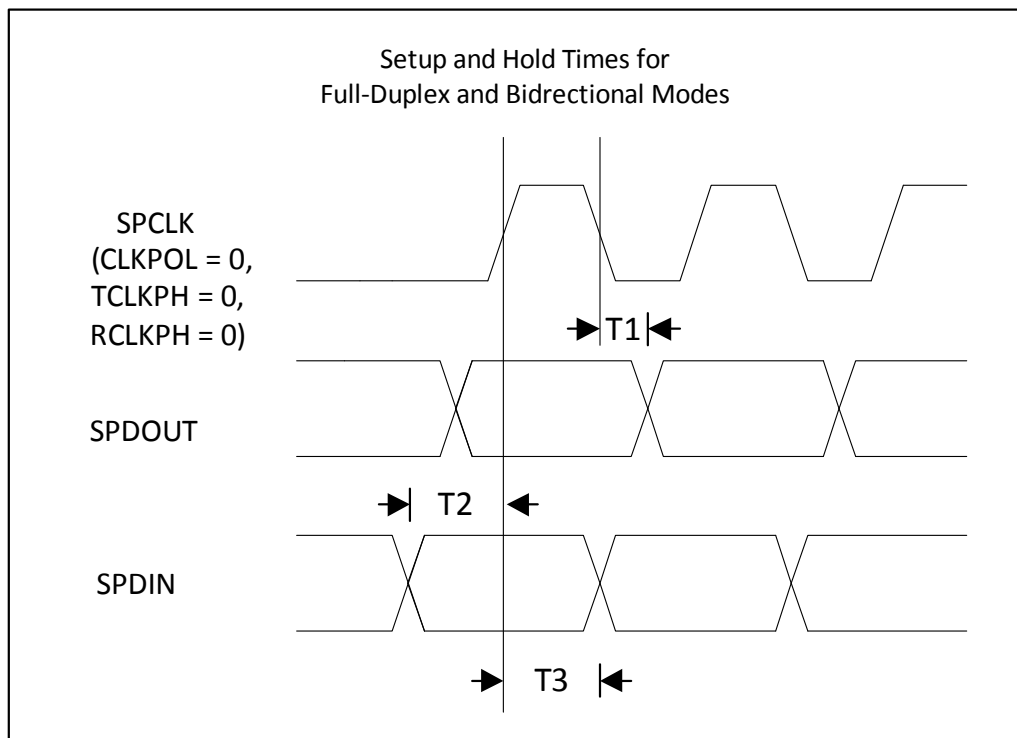 Setup and Hold Times for
Full-Duplex and Bidrectional Modes
SPCLK
(CLKPOL = 0,
TCLKPH = 0,
RCLKPH = 0)
T1
SPDOUT
T2
SPDIN
T3